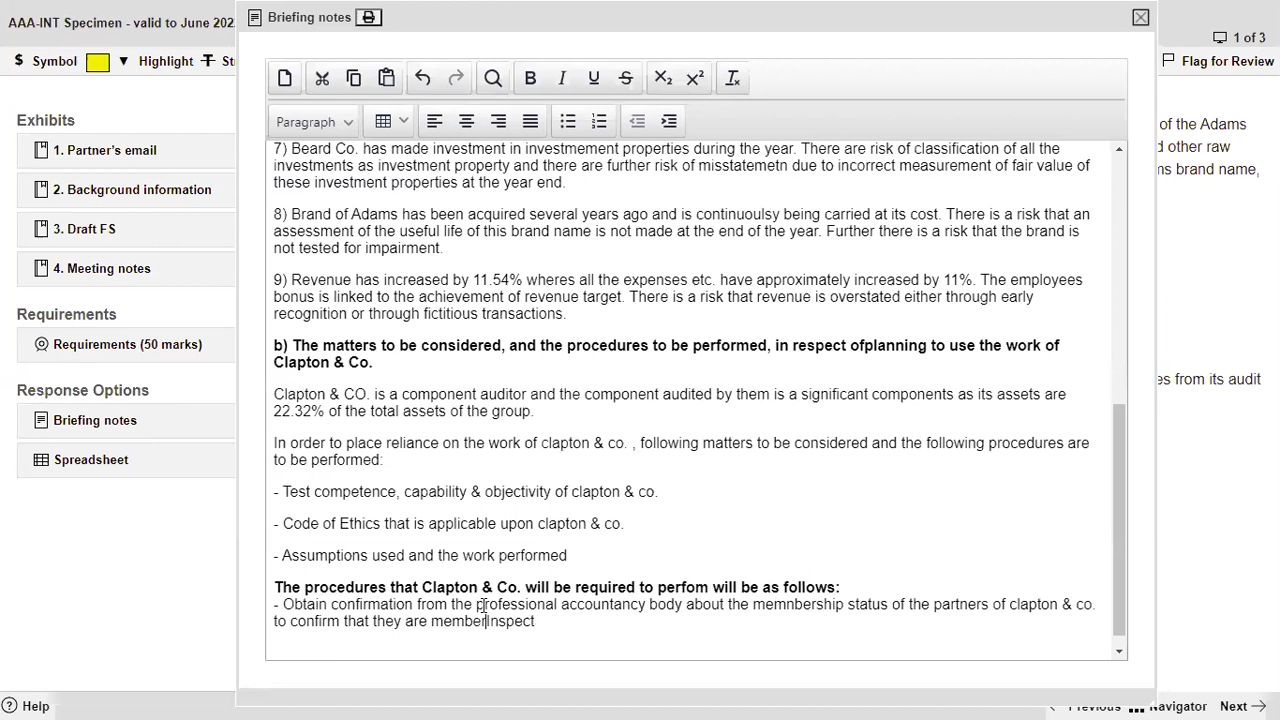 AAA-INT Specimen - valid to June 202
Briefing notes
1 of 3
$ Symbol
Highlight
Flag for Review
Paragraph
Exhibits
1. Partner's email
2. Background information
3. Draft FS
4. Meeting notes
Requirements
Requirements (50 marks)
Response Options
Briefing notes
Spreadsheet
7) Beard Co. has made investment in investmement properties during the year. There are risk of classification of all the
investments as investment property and there are further risk of misstatemetn due to incorrect measurement of fair value of
these investment properties at the year end.
8) Brand of Adams has been acquired several years ago and is continuoulsy being carried at its cost. There is a risk that an
assessment of the useful life of this brand name is not made at the end of the year. Further there is a risk that the brand is
not tested for impairment.
9) Revenue has increased by 11.54% wheres all the expenses etc. have approximately increased by 11%. The employees
bonus is linked to the achievement of revenue target. There is a risk that revenue is overstated either through early
recognition or through fictitious transactions.
b) The matters to be considered, and the procedures to be performed, in respect ofplanning to use the work of
Clapton & Co.
Clapton & CO. is a component auditor and the component audited by them is a significant components as its assets are
22.32% of the total assets of the group.
In order to place reliance on the work of clapton & co. , following matters to be considered and the following procedures are
to be performed:
- Test competence, capability & objectivity of clapton & co.
- Code of Ethics that is applicable upon clapton & co.
- Assumptions used and the work performed
The procedures that Clapton & Co. will be required to perfom will be as follows:
- Obtain confirmation from the professional accountancy body about the memnbership status of the partners of clapton & co.
to confirm that they are memberinspect
of the Adams
d other raw
ms brand name,
es from its audit
Help
Previous
Navigator
Next